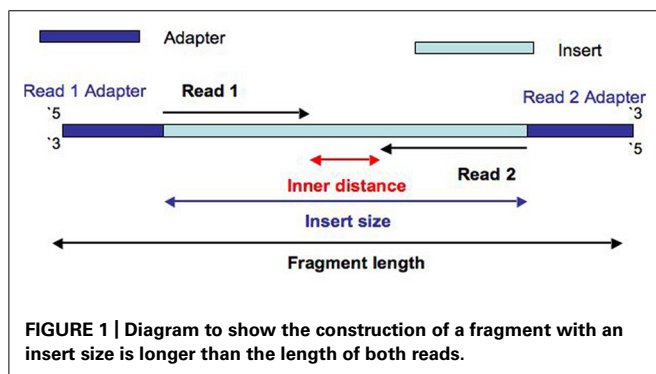 Adapter
Insert
Read 1 Adapter
Read 1
Read 2 Adapter
`5
`3
`3
`5
Inner distance
Read 2
Insert size
Fragment length
FIGURE 1 | Diagram to show the construction of a fragment with an
insert size is longer than the length of both reads.